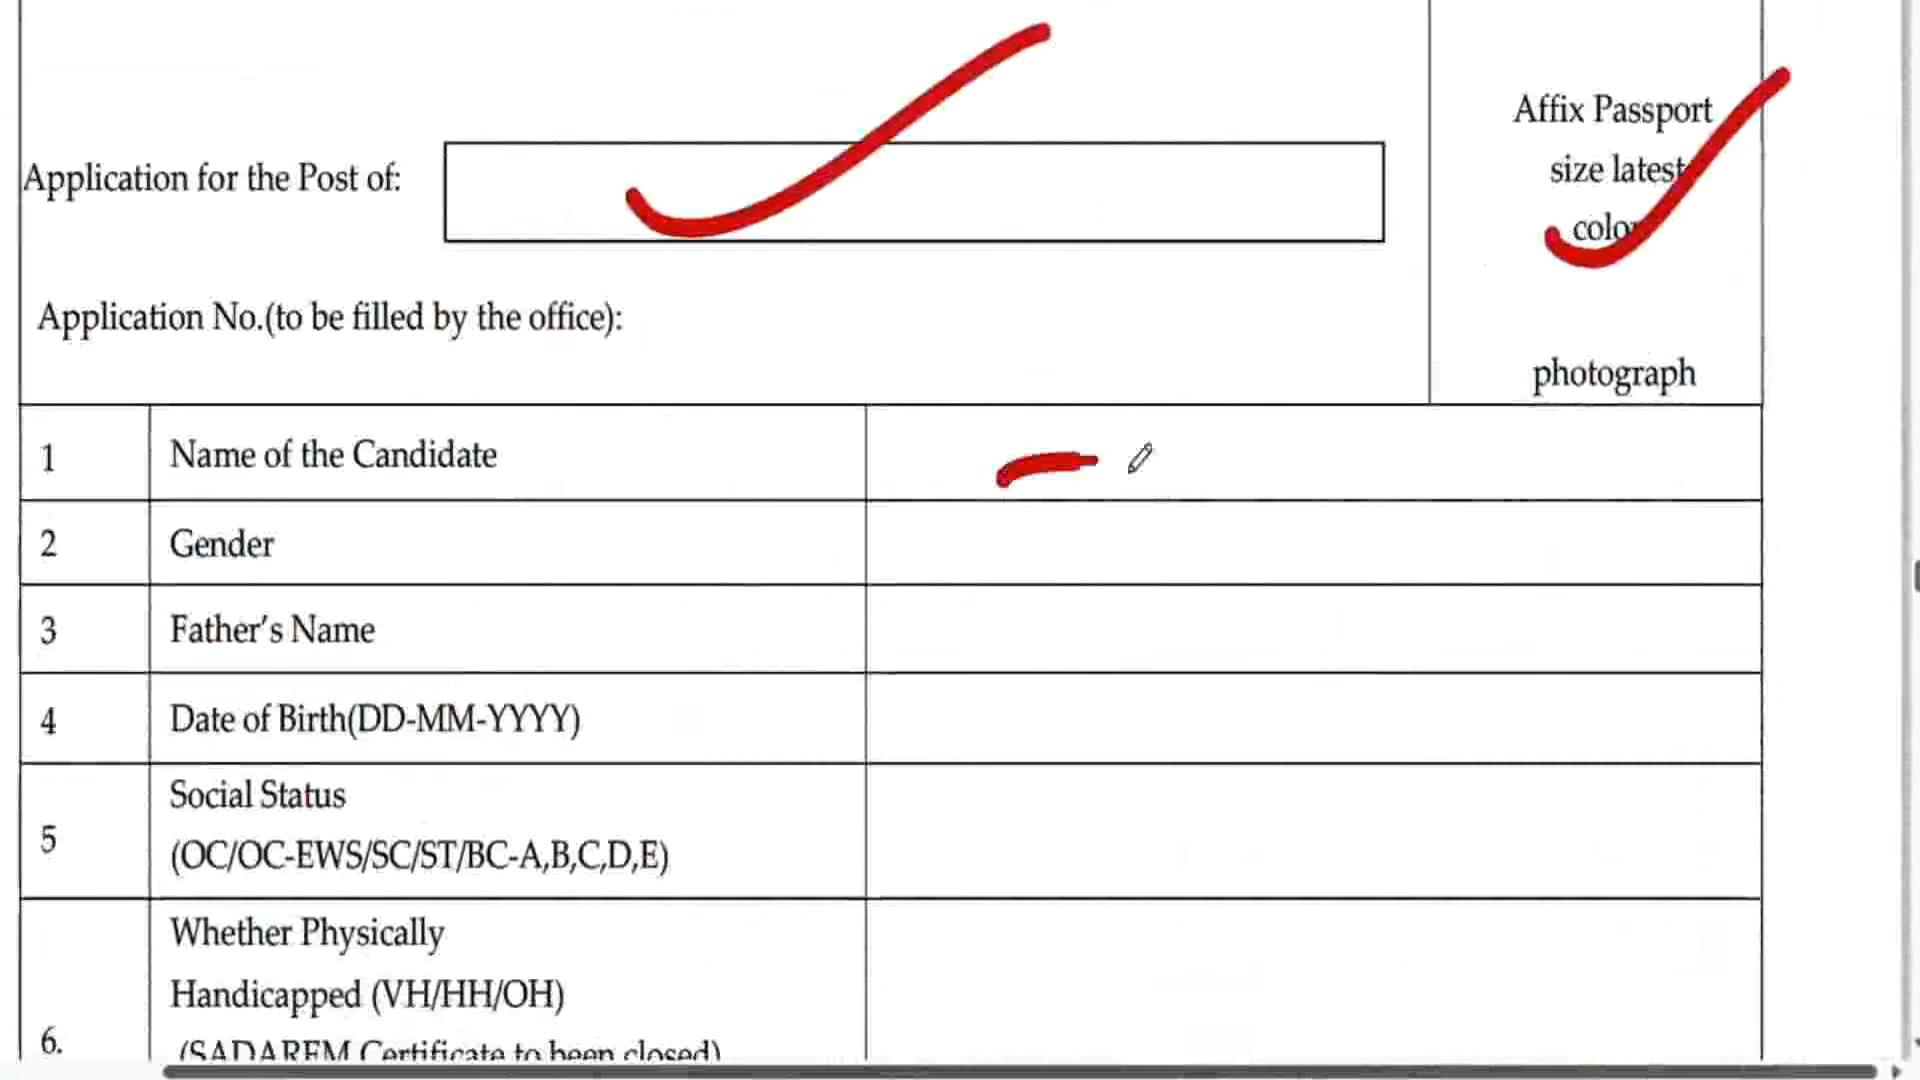 Affix Passport
Application for the Post of:
size latest
Application No.(to be filled by the office):
photograph
1 Name of the Candidate
2 Gender
3 Father's Name
4 Date of Birth(DD-MM-YYYY)
5 Social Status
(OC/OC-EWS/SC/ST/BC-A,B,C,D,E)
6. Whether Physically
Handicapped (VH/HH/OH)
(SADAREM Certificate to been closed)